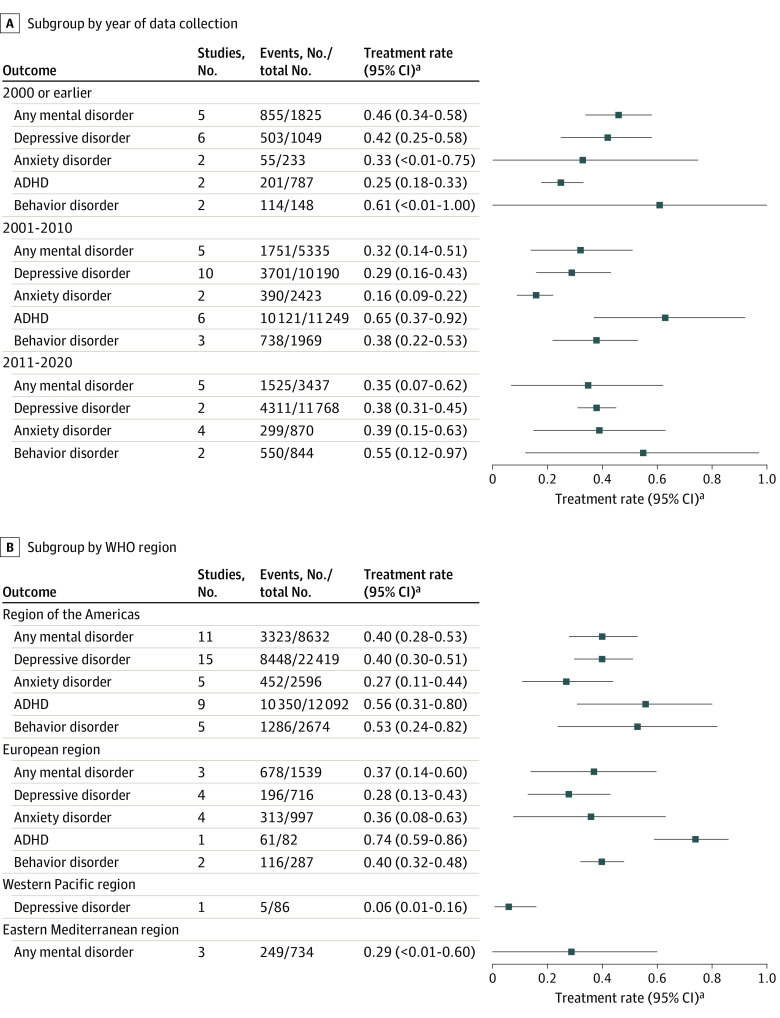 A Subgroup by year of data collection
Studies, Events, No./ Treatment rate
Outcome No. total No. (95% CI)a
2000 or earlier
Any mental disorder 5 855/1825 0.46 (0.34-0.58)
Depressive disorder 6 503/1049 0.42 (0.25-0.58)
Anxiety disorder 2 55/233 0.33 (<0.01-0.75)
ADHD 2 201/787 0.25 (0.18-0.33)
Behavior disorder 2 114/148 0.61 (<0.01-1.00)
2001-2010
Any mental disorder 5 1751/5335 0.32 (0.14-0.51)
Depressive disorder 10 3701/10 190 0.29 (0.16-0.43)
Anxiety disorder 2 390/2423 0.16 (0.09-0.22)
ADHD 6 10 121/11 249 0.65 (0.37-0.92)
Behavior disorder 3 738/1969 0.38 (0.22-0.53)
2011-2020
Any mental disorder 5 1525/3437 0.35 (0.07-0.62)
Depressive disorder 2 4311/11 768 0.38 (0.31-0.45)
Anxiety disorder 4 299/870 0.39 (0.15-0.63)
Behavior disorder 2 550/844 0.55 (0.12-0.97)
0 0.2 0.4 0.6 0.8 1.0
Treatment rate (95% CI)a
B Subgroup by WHO region
Studies, Events, No./ Treatment rate
Outcome No. total No. (95% CI)a
Region of the Americas
Any mental disorder 11 3323/8632 0.40 (0.28-0.53)
Depressive disorder 15 8448/22 419 0.40 (0.30-0.51)
Anxiety disorder 5 452/2596 0.27 (0.11-0.44)
ADHD 9 10 350/12 092 0.56 (0.31-0.80)
Behavior disorder 5 1286/2674 0.53 (0.24-0.82)
European region
Any mental disorder 3 678/1539 0.37 (0.14-0.60)
Depressive disorder 4 196/716 0.28 (0.13-0.43)
Anxiety disorder 4 313/997 0.36 (0.08-0.63)
ADHD 1 61/82 0.74 (0.59-0.86)
Behavior disorder 2 116/287 0.40 (0.32-0.48)
Western Pacific region
Depressive disorder 1 5/86 0.06 (0.01-0.16)
Eastern Mediterranean region
Any mental disorder 3 249/734 0.29 (<0.01-0.60)
0 0.2 0.4 0.6 0.8 1.0
Treatment rate (95% CI)a